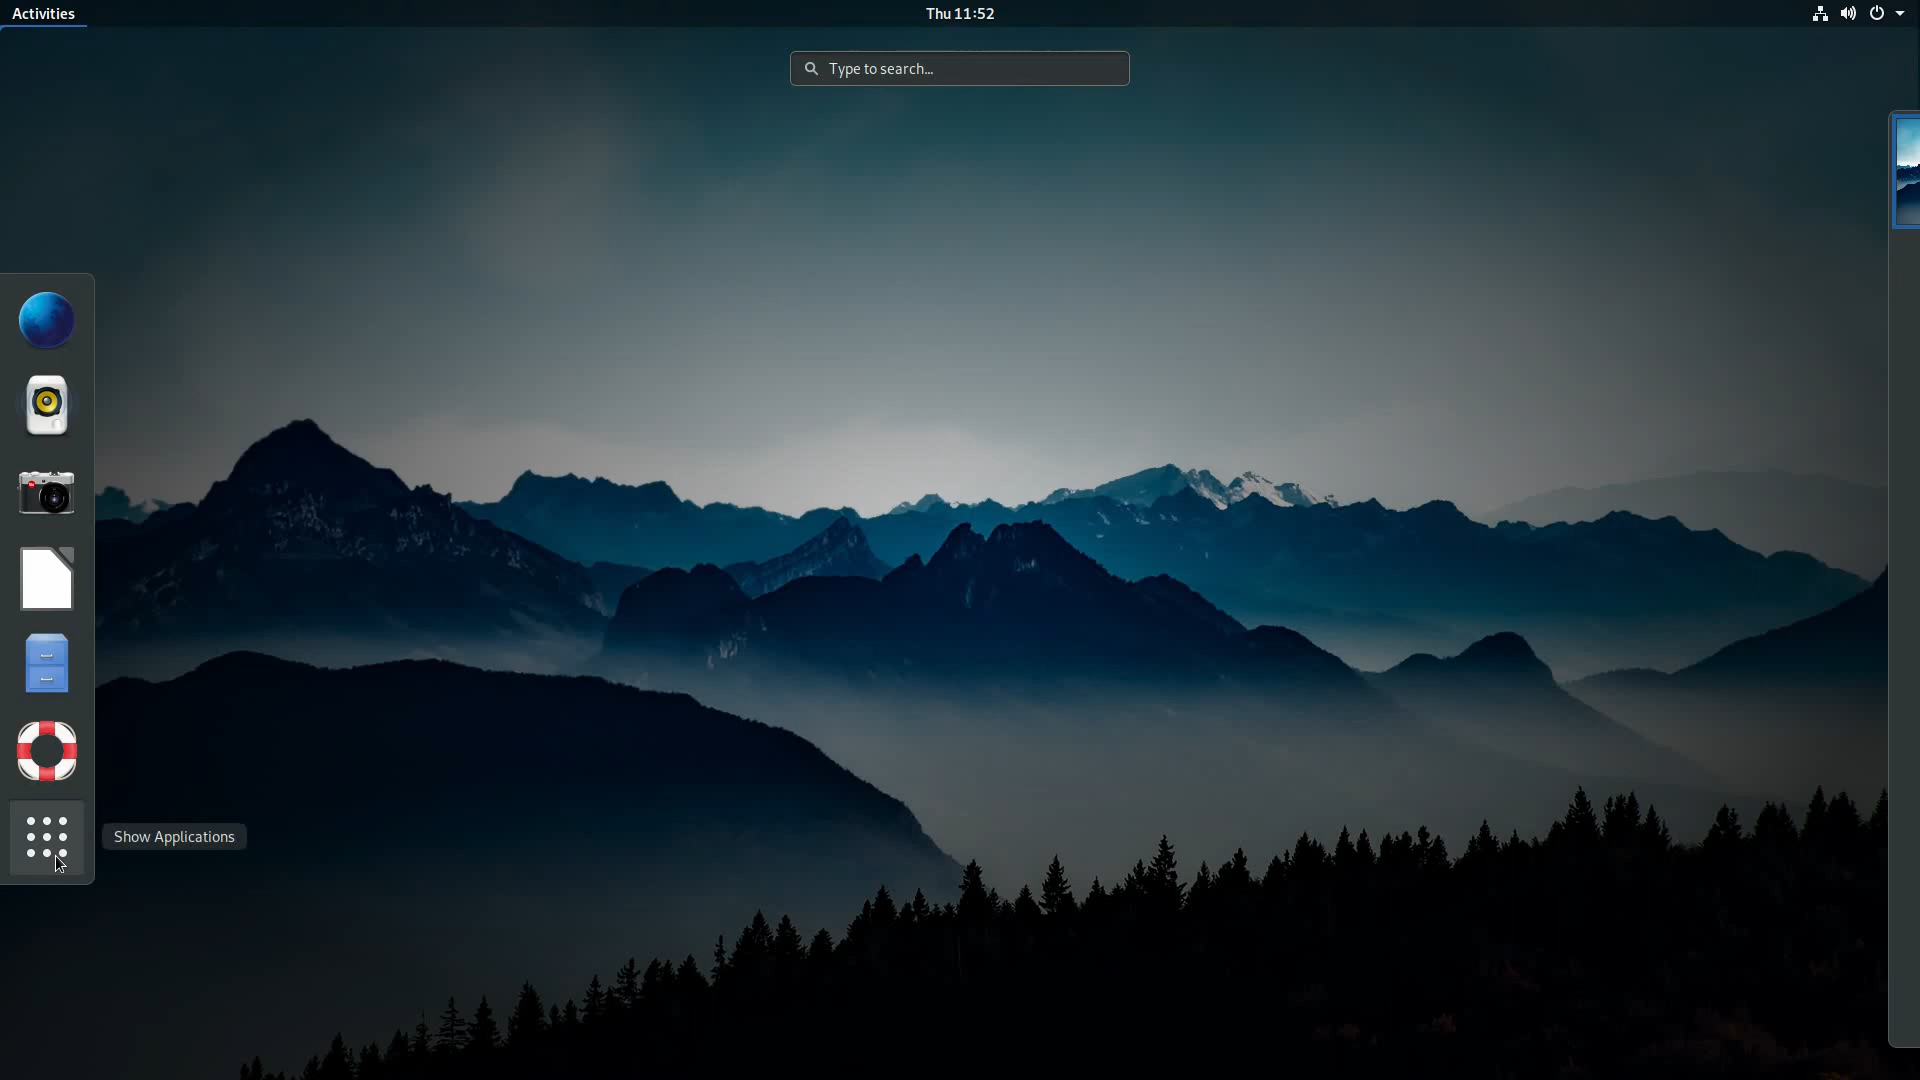 Activities
Thu 11:52
Type to search...
Show Applications